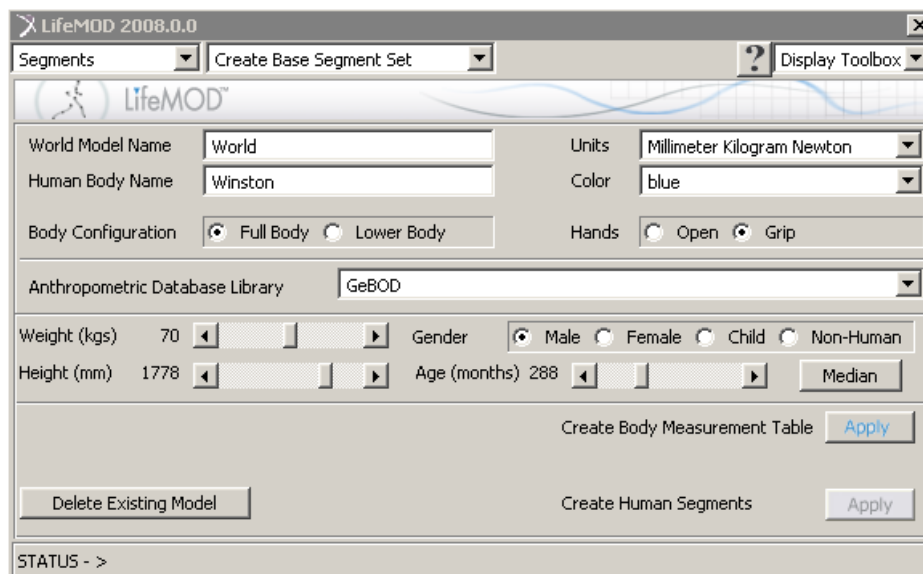 LifeMOD 2008.0.0
Segments Create Base Segment Set ? Display Toolbox
LifeMOD™
World Model Name World Units Millimeter Kilogram Newton
Human Body Name Winston Color blue
Body Configuration Full Body Lower Body Hands Open Grip
Anthropometric Database Library GeBOD
Weight (kgs) 70 Gender Male Female Child Non-Human
Height (mm) 1778 Age (months) 288 Median
Create Body Measurement Table Apply
Delete Existing Model Create Human Segments Apply
STATUS - >